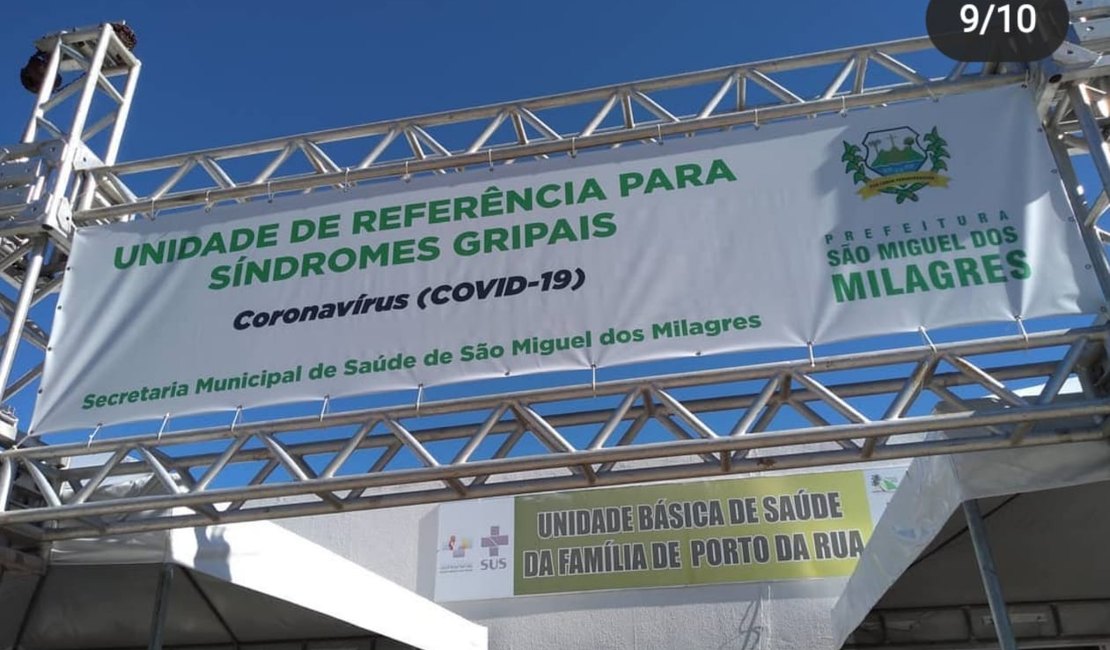 9/10
UNIDADE DE REFERÊNCIA PARA
SÍNDROMES GRIPAIS
Coronavírus (COVID-19)
Secretaria Municipal de Saúde de São Miguel dos Milagres
PREFEITURA
SÃO MIGUEL DOS
MILAGRES
SUS
UNIDADE BÁSICA DE SAÚDE
DA FAMÍLIA DE PORTO DA RUA